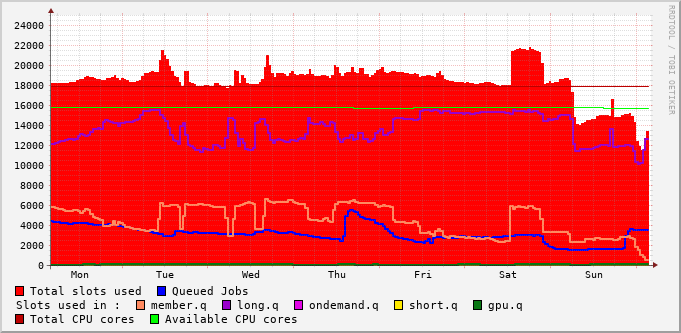 24000
22000
20000
18000
16000
14000
12000
10000
8000
6000
4000
2000
0
Mon Tue Wed Thu Fri Sat Sun
RRDTOOL / TOBI OETIKER
Total slots used Queued Jobs
Slots used in : member.q long.q ondemand.q short.q gpu.q
Total CPU cores Available CPU cores